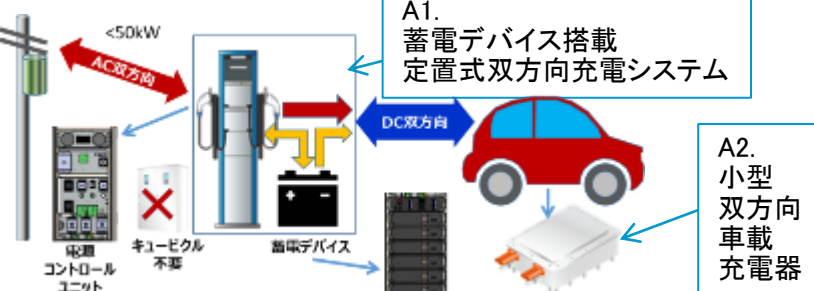 A1.
蓄電デバイス搭載
定置式双方向充電システム
<50kW
AC双方向
DC双方向
A2.
小型
双方向
車載
充電器
電源
コントロール
ユニット
キュービクル
不要
蓄電デバイス